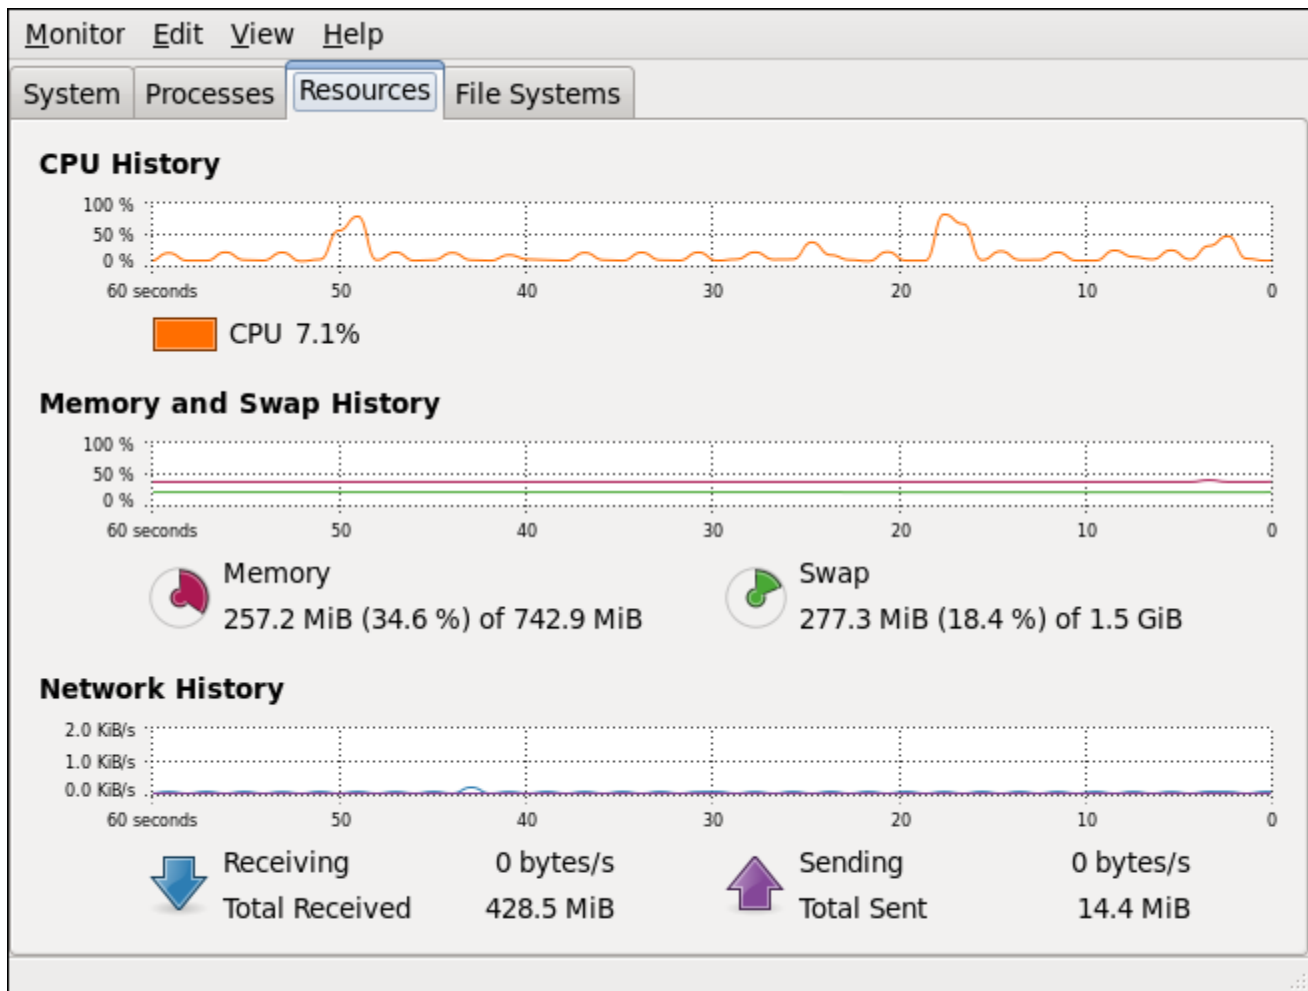 Monitor Edit View Help
System Processes Resources File Systems
CPU History
100 %
50 %
0 %
60 seconds 50 40 30 20 10 0
CPU 7.1%
Memory and Swap History
100 %
50 %
0 %
60 seconds 50 40 30 20 10 0
Memory Swap
257.2 MiB (34.6 %) of 742.9 MiB 277.3 MiB (18.4 %) of 1.5 GiB
Network History
2.0 KiB/s
1.0 KiB/s
0.0 KiB/s
60 seconds 50 40 30 20 10 0
Receiving 0 bytes/s Sending 0 bytes/s
Total Received 428.5 MiB Total Sent 14.4 MiB